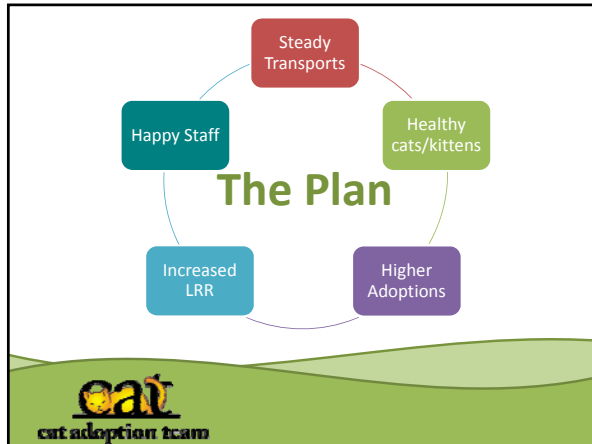 Steady
Transports
Healthy
cats/kittens
Higher
Adoptions
Increased
LRR
Happy Staff
The Plan
cat
cat adoption team